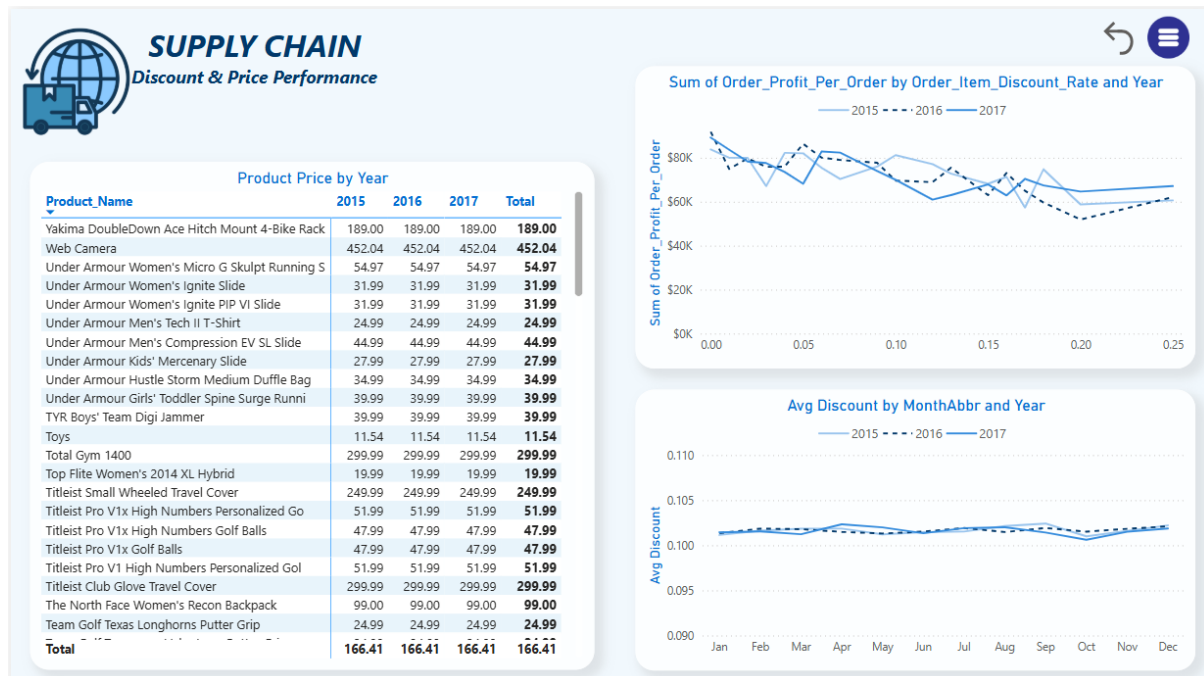 SUPPLY CHAIN
Discount & Price Performance
Product Price by Year
Product_Name 2015 2016 2017 Total
Yakima DoubleDown Ace Hitch Mount 4-Bike Rack 189.00 189.00 189.00 189.00
Web Camera 452.04 452.04 452.04 452.04
Under Armour Women's Micro G Skulpt Running S 54.97 54.97 54.97 54.97
Under Armour Women's Ignite Slide 31.99 31.99 31.99 31.99
Under Armour Women's Ignite PIP VI Slide 31.99 31.99 31.99 31.99
Under Armour Men's Tech II T-Shirt 24.99 24.99 24.99 24.99
Under Armour Men's Compression EV SL Slide 44.99 44.99 44.99 44.99
Under Armour Kids' Mercenary Slide 27.99 27.99 27.99 27.99
Under Armour Hustle Storm Medium Duffle Bag 34.99 34.99 34.99 34.99
Under Armour Girls' Toddler Spine Surge Runni 39.99 39.99 39.99 39.99
TYR Boys' Team Digi Jammer 39.99 39.99 39.99 39.99
Toys 11.54 11.54 11.54 11.54
Total Gym 1400 299.99 299.99 299.99 299.99
Top Flite Women's 2014 XL Hybrid 19.99 19.99 19.99 19.99
Titleist Small Wheeled Travel Cover 249.99 249.99 249.99 249.99
Titleist Pro V1x High Numbers Personalized Go 51.99 51.99 51.99 51.99
Titleist Pro V1x High Numbers Golf Balls 47.99 47.99 47.99 47.99
Titleist Pro V1x Golf Balls 47.99 47.99 47.99 47.99
Titleist Pro V1 High Numbers Personalized Gol 51.99 51.99 51.99 51.99
Titleist Club Glove Travel Cover 299.99 299.99 299.99 299.99
The North Face Women's Recon Backpack 99.00 99.00 99.00 99.00
Team Golf Texas Longhorns Putter Grip 24.99 24.99 24.99 24.99
Total 166.41 166.41 166.41 166.41
Sum of Order_Profit_Per_Order by Order_Item_Discount_Rate and Year
2015 2016 2017
Sum of Order_Profit_Per_Order
$80K
$60K
$40K
$20K
$0K
0.00 0.05 0.10 0.15 0.20 0.25
Avg Discount by MonthAbbr and Year
2015 2016 2017
Avg Discount
0.110
0.105
0.100
0.095
0.090
Jan Feb Mar Apr May Jun Jul Aug Sep Oct Nov Dec